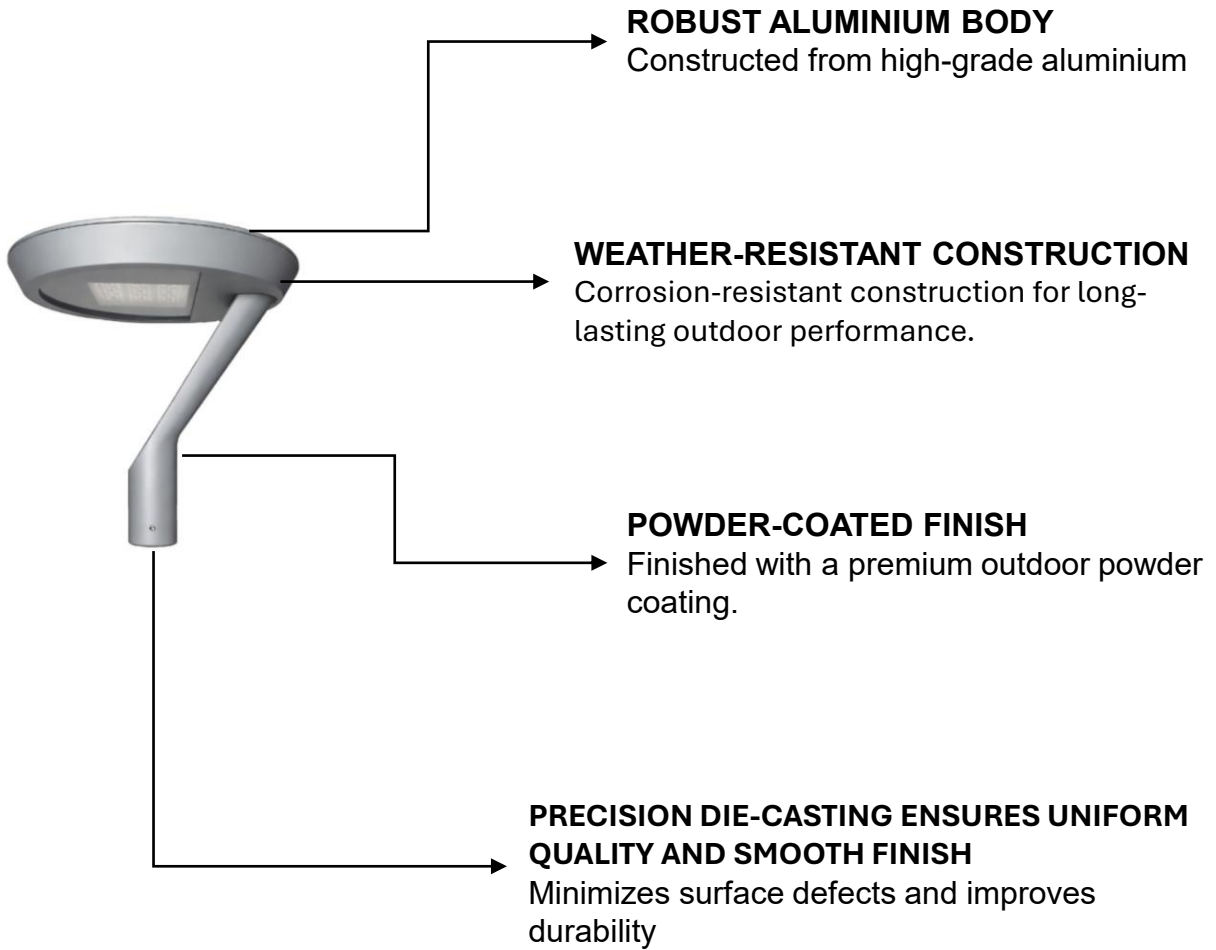 ROBUST ALUMINIUM BODY
Constructed from high-grade aluminium
WEATHER-RESISTANT CONSTRUCTION
Corrosion-resistant construction for long-
lasting outdoor performance.
POWDER-COATED FINISH
Finished with a premium outdoor powder
coating.
PRECISION DIE-CASTING ENSURES UNIFORM
QUALITY AND SMOOTH FINISH
Minimizes surface defects and improves
durability